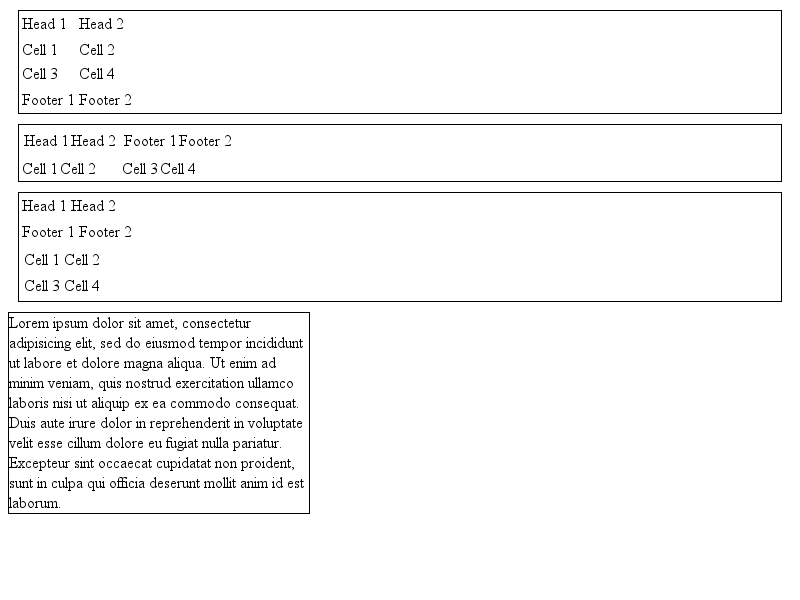 Head 1 Head 2
Cell 1 Cell 2
Cell 3 Cell 4
Footer 1 Footer 2
Head 1 Head 2 Footer 1 Footer 2
Cell 1 Cell 2 Cell 3 Cell 4
Head 1 Head 2
Footer 1 Footer 2
Cell 1 Cell 2
Cell 3 Cell 4
Lorem ipsum dolor sit amet, consectetur
adipisicing elit, sed do eiusmod tempor incididunt
ut labore et dolore magna aliqua. Ut enim ad
minim veniam, quis nostrud exercitation ullamco
laboris nisi ut aliquip ex ea commodo consequat.
Duis aute irure dolor in reprehenderit in voluptate
velit esse cillum dolore eu fugiat nulla pariatur.
Excepteur sint occaecat cupidatat non proident,
sunt in culpa qui officia deserunt mollit anim id est
laborum.